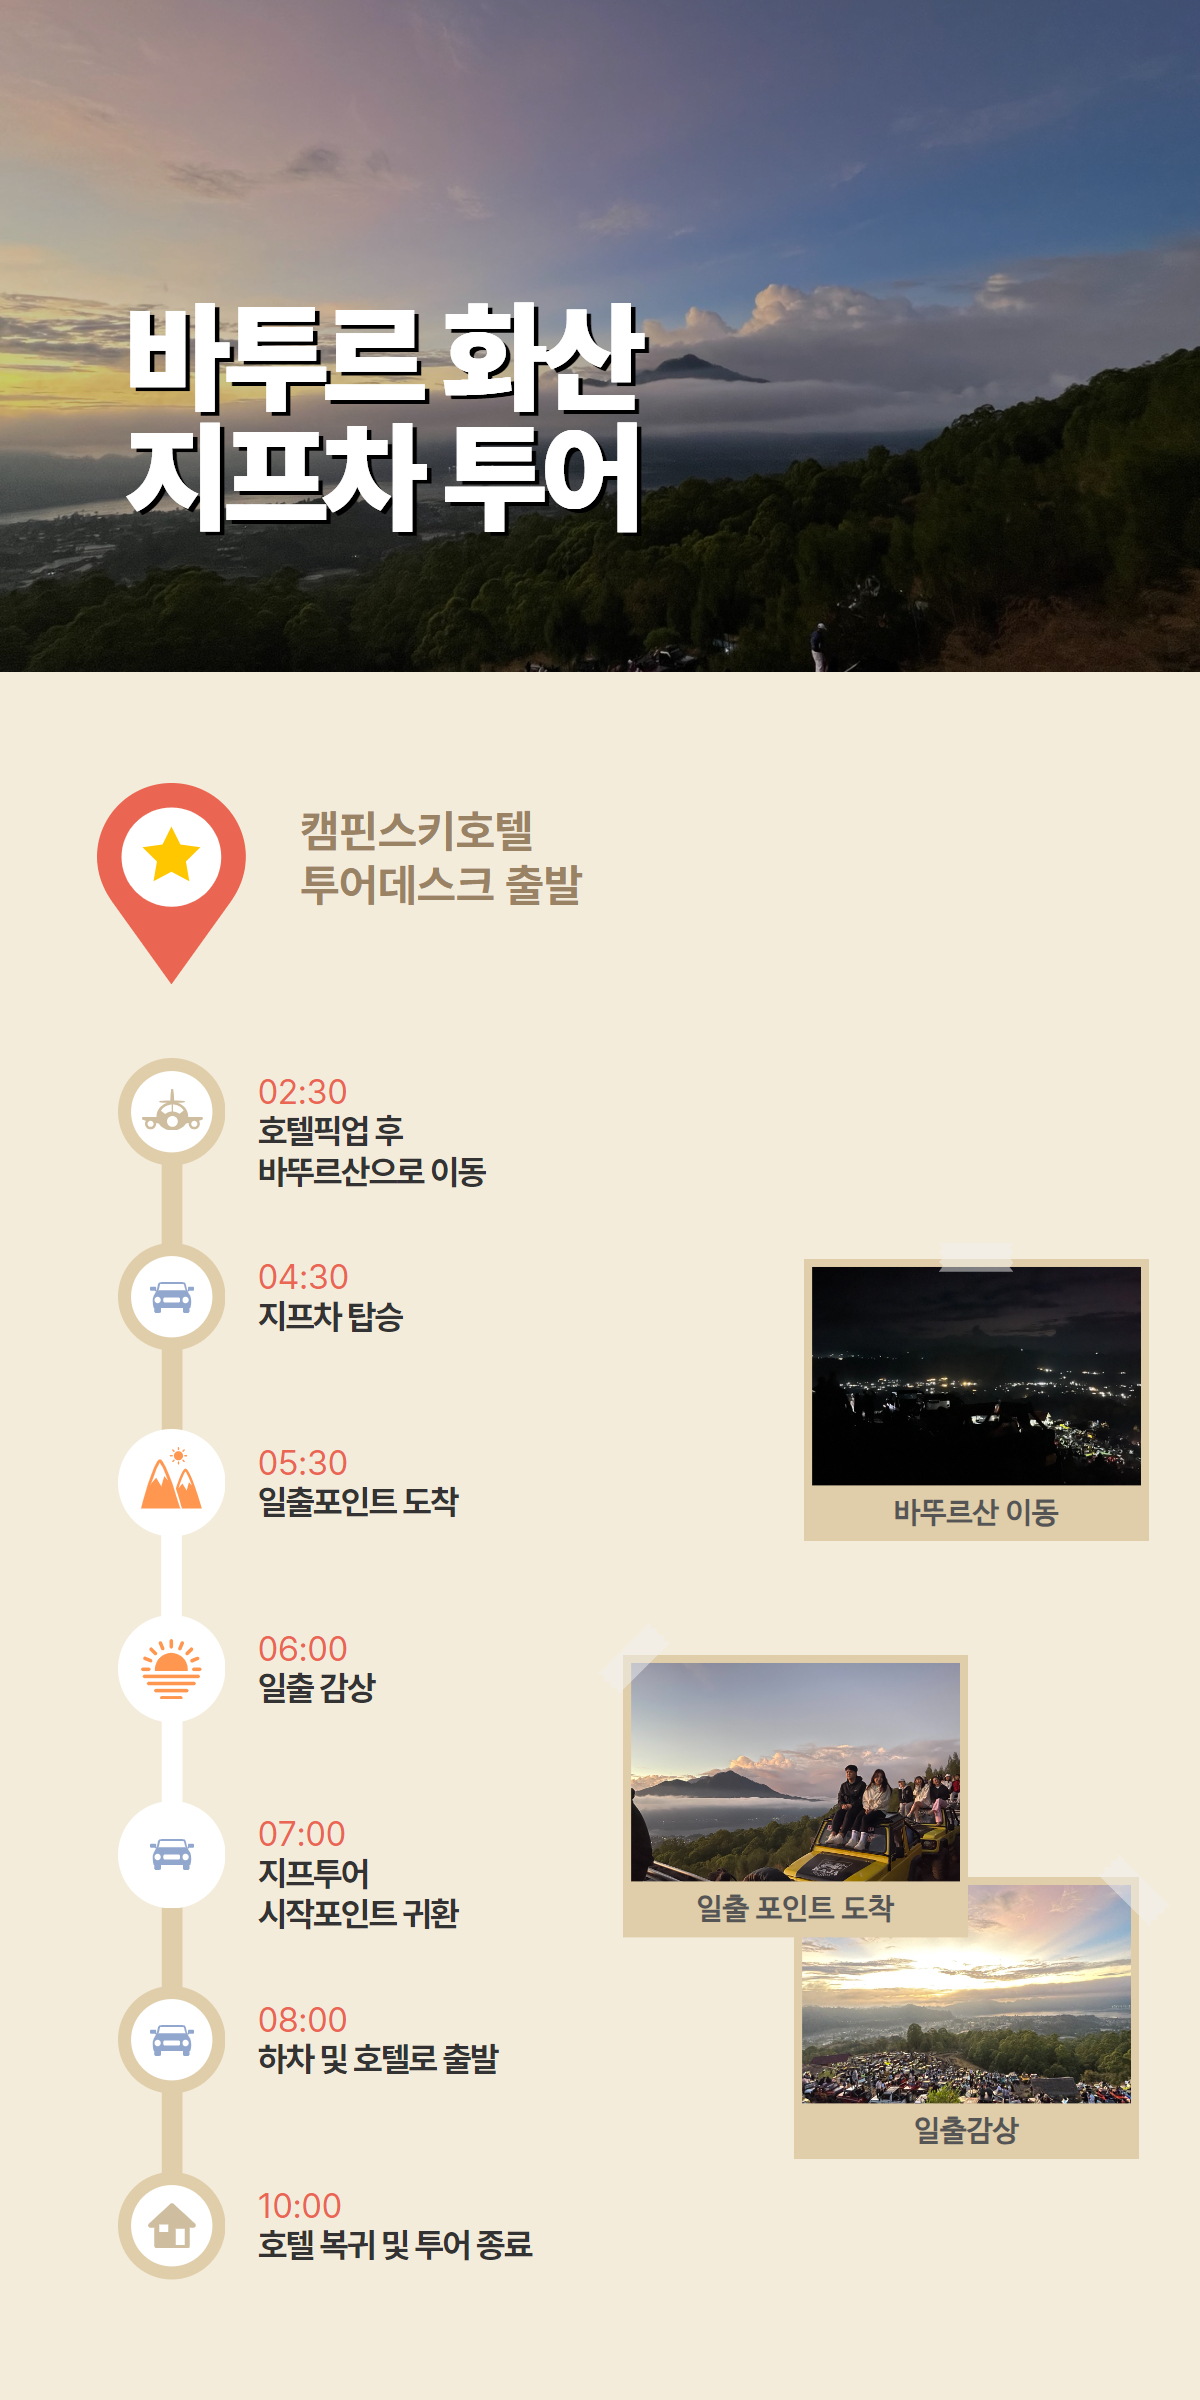 바투르 화산
지프차 투어
캠핀스키호텔
투어데스크 출발
02:30
호텔픽업 후
바뚜르산으로 이동
04:30
지프차 탑승
05:30
일출포인트 도착
바뚜르산 이동
06:00
일출 감상
07:00
지프투어
시작포인트 귀환
일출 포인트 도착
08:00
하차 및 호텔로 출발
일출감상
10:00
호텔 복귀 및 투어 종료